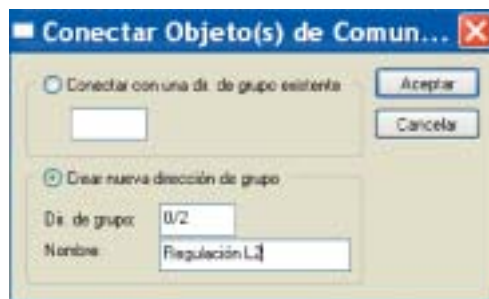 Conectar Objeto(s) de Comun...
Conectar con una dir. de grupo existente
Aceptar
Cancelar
Crear nueva dirección de grupo
Dir. de grupo: 0/2
Nombre: Regulación L2